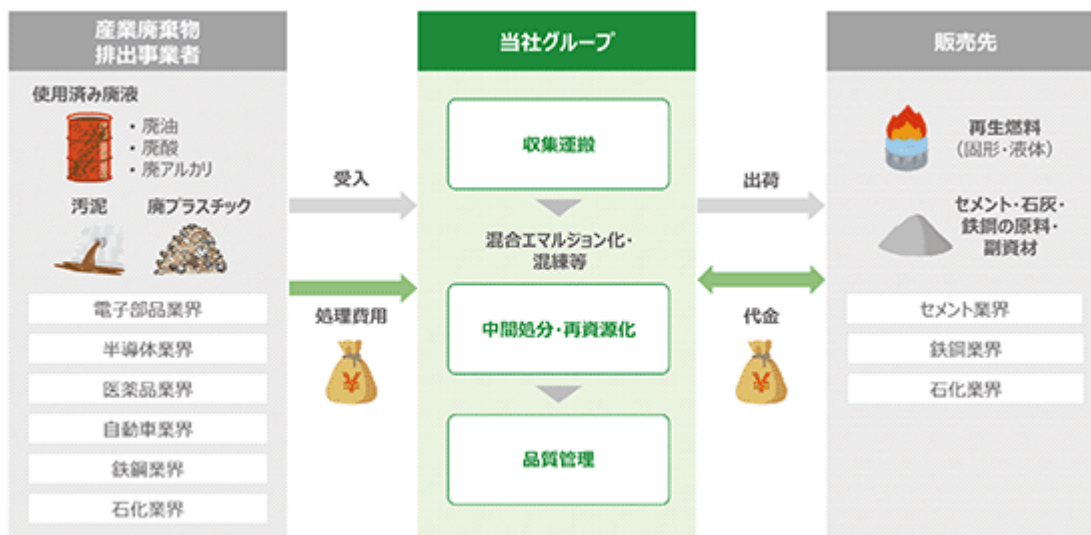 産業廃棄物
排出事業者
使用済み廃液
・廃油
・廃酸
・廃アルカリ
汚泥
廃プラスチック
電子部品業界
半導体業界
医薬品業界
自動車業界
鉄鋼業界
石化業界
受入
処理費用
¥
当社グループ
収集運搬
混合エマルジョン化・
混練等
中間処分・再資源化
品質管理
出荷
代金
¥
販売先
再生燃料
（固形・液体）
セメント・石灰・
鉄鋼の原料・
副資材
セメント業界
鉄鋼業界
石化業界